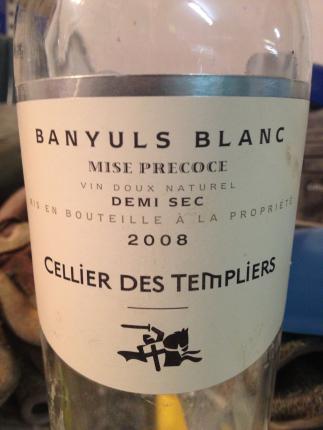 BANYULS BLANC
MISE PRECOCE
VIN DOUX NATUREL
DEMI SEC
MIS EN BOUTEILLE À LA PROPRIÉTÉ
2008
CELLIER DES TEMPLIERS